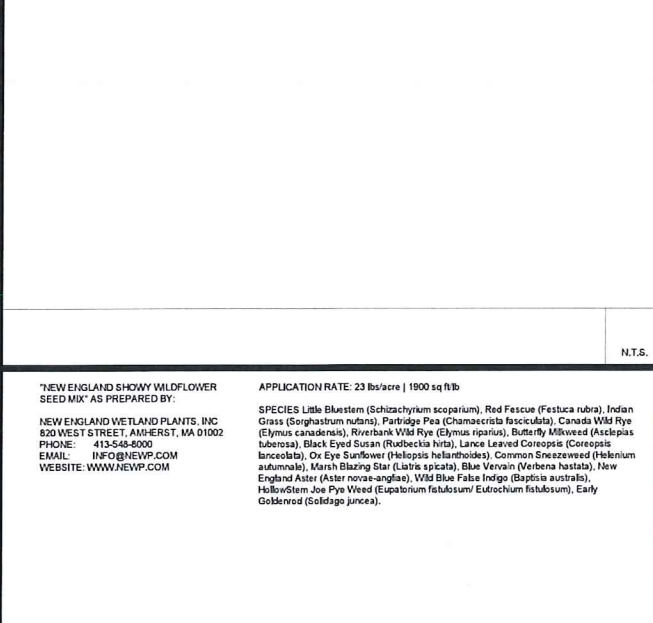 N.T.S.
"NEW ENGLAND SHOWY WILDFLOWER
SEED MIX" AS PREPARED BY:
NEW ENGLAND WETLAND PLANTS, INC
820 WEST STREET, AMHERST, MA 01002
PHONE: 413-548-8000
EMAIL: INFO@NEWP.COM
WEBSITE: WWW.NEWP.COM
APPLICATION RATE: 23 lbs/acre | 1900 sq ft/lb
SPECIES Little Bluestem (Schizachyrium scoparium), Red Fescue (Festuca rubra), Indian
Grass (Sorghastrum nutans), Partridge Pea (Chamaecrista fasciculata), Canada Wild Rye
(Elymus canadensis), Riverbank Wild Rye (Elymus riparius), Butterfly Milkweed (Asclepias
tuberosa), Black Eyed Susan (Rudbeckia hirta), Lance Leaved Coreopsis (Coreopsis
lanceolata), Ox Eye Sunflower (Heliopsis helianthoides), Common Sneezeweed (Helenium
autumnale), Marsh Blazing Star (Liatris spicata), Blue Vervain (Verbena hastata), New
England Aster (Aster novae-angliae), Wild Blue False Indigo (Baptisia australis),
HollowStem Joe Pye Weed (Eupatorium fistulosum/ Eutrochium fistulosum), Early
Goldenrod (Solidago juncea).